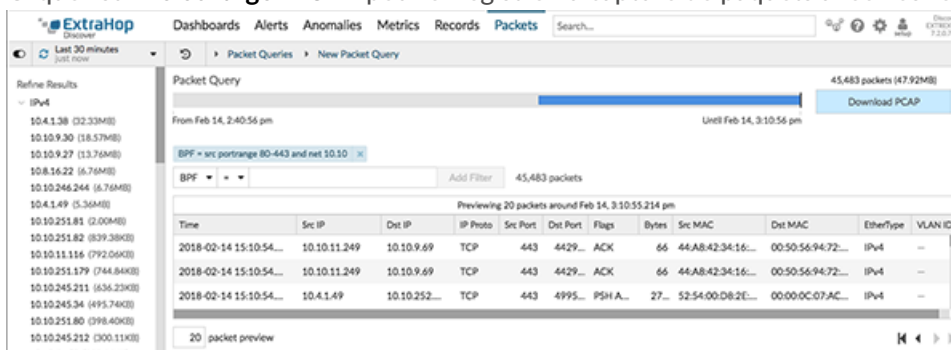 ExtraHop
Discover
Dashboards Alerts Anomalies Metrics Records Packets Search...
setup
Last 30 minutes
just now
Packet Queries › New Packet Query
Refine Results
IPv4
10.4.1.38 (32.33MB)
10.10.9.30 (18.57MB)
10.10.9.27 (13.76MB)
10.8.16.22 (6.76MB)
10.10.246.244 (6.76MB)
10.4.1.49 (5.36MB)
10.10.251.81 (2.00MB)
10.10.251.82 (839.38KB)
10.10.11.116 (792.06KB)
10.10.251.179 (744.84KB)
10.10.245.211 (636.23KB)
10.10.245.34 (495.74KB)
10.10.251.80 (398.40KB)
10.10.245.212 (300.11KB)
Packet Query
45,483 packets (47.92MB)
Download PCAP
From Feb 14, 2:40:56 pm
Until Feb 14, 3:10:56 pm
BPF = src portrange 80-443 and net 10.10 ×
BPF = Add Filter 45,483 packets
Previewing 20 packets around Feb 14, 3:10:55.214 pm
Time Src IP Dst IP IP Proto Src Port Dst Port Flags Bytes Src MAC Dst MAC EtherType VLAN ID
2018-02-14 15:10:54.... 10.10.11.249 10.10.9.69 TCP 443 4429... ACK 66 44:A8:42:34:16:... 00:50:56:94:72:... IPv4 --
2018-02-14 15:10:54.... 10.10.11.249 10.10.9.69 TCP 443 4429... ACK 66 44:A8:42:34:16:... 00:50:56:94:72:... IPv4 --
2018-02-14 15:10:54.... 10.4.1.49 10.10.252.... TCP 443 4995... PSH A... 27... 52:54:00:D8:2E:... 00:00:0C:07:AC... IPv4 --
20 packet preview